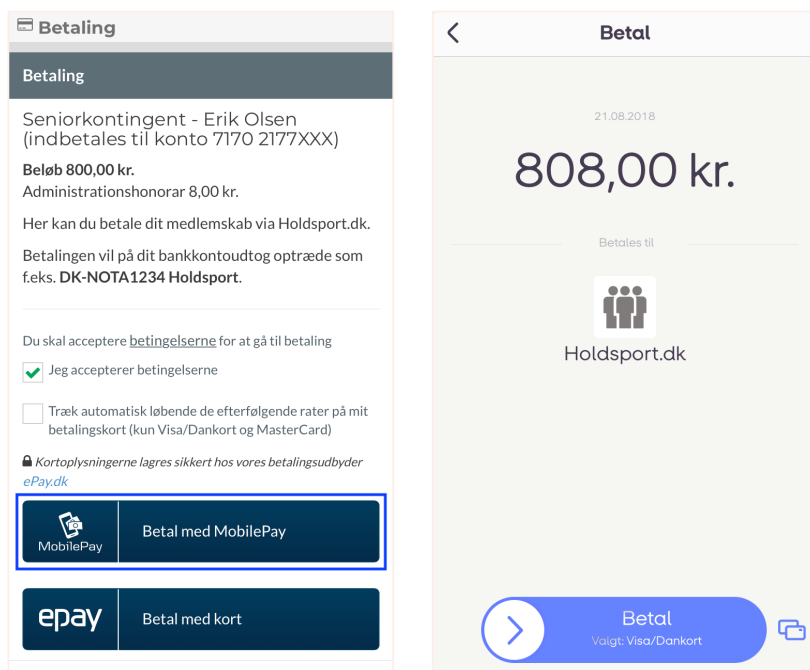 Betaling
Betaling
Seniorkontingent - Erik Olsen
(indbetales til konto 7170 2177XXX)
Beløb 800,00 kr.
Administrationshonorar 8,00 kr.
Her kan du betale dit medlemskab via Holdsport.dk.
Betalingen vil på dit bankkontoudtog optræde som
f.eks. DK-NOTA1234 Holdsport.
Du skal acceptere betingelserne for at gå til betaling
Jeg accepterer betingelserne
Træk automatisk løbende de efterfølgende rater på mit
betalingskort (kun Visa/Dankort og MasterCard)
Kortoplysningerne lagres sikkert hos vores betalingsudbyder
ePay.dk
MobilePay
Betal med MobilePay
epay
Betal med kort
Betal
21.08.2018
808,00 kr.
Betales til
Holdsport.dk
Betal
Valgt: Visa/Dankort